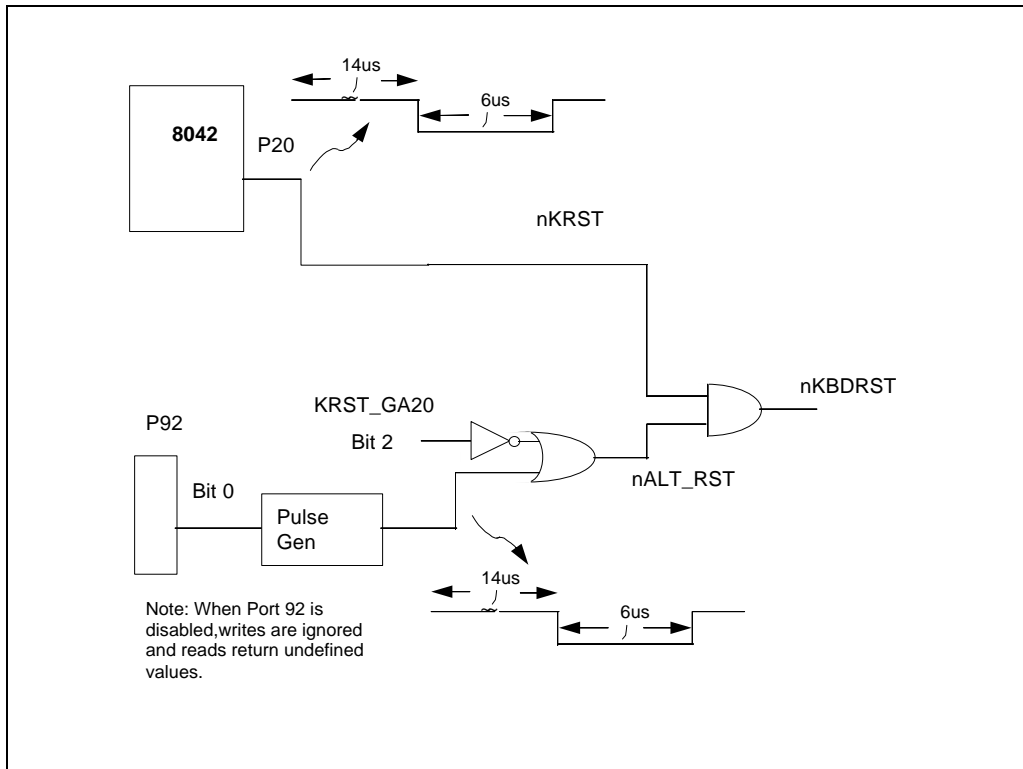 14us
6us
8042
P20
nKRST
nKBDRST
KRST_GA20
Bit 2
P92
nALT_RST
Bit 0
Pulse
Gen
14us
6us
Note: When Port 92 is
disabled,writes are ignored
and reads return undefined
values.